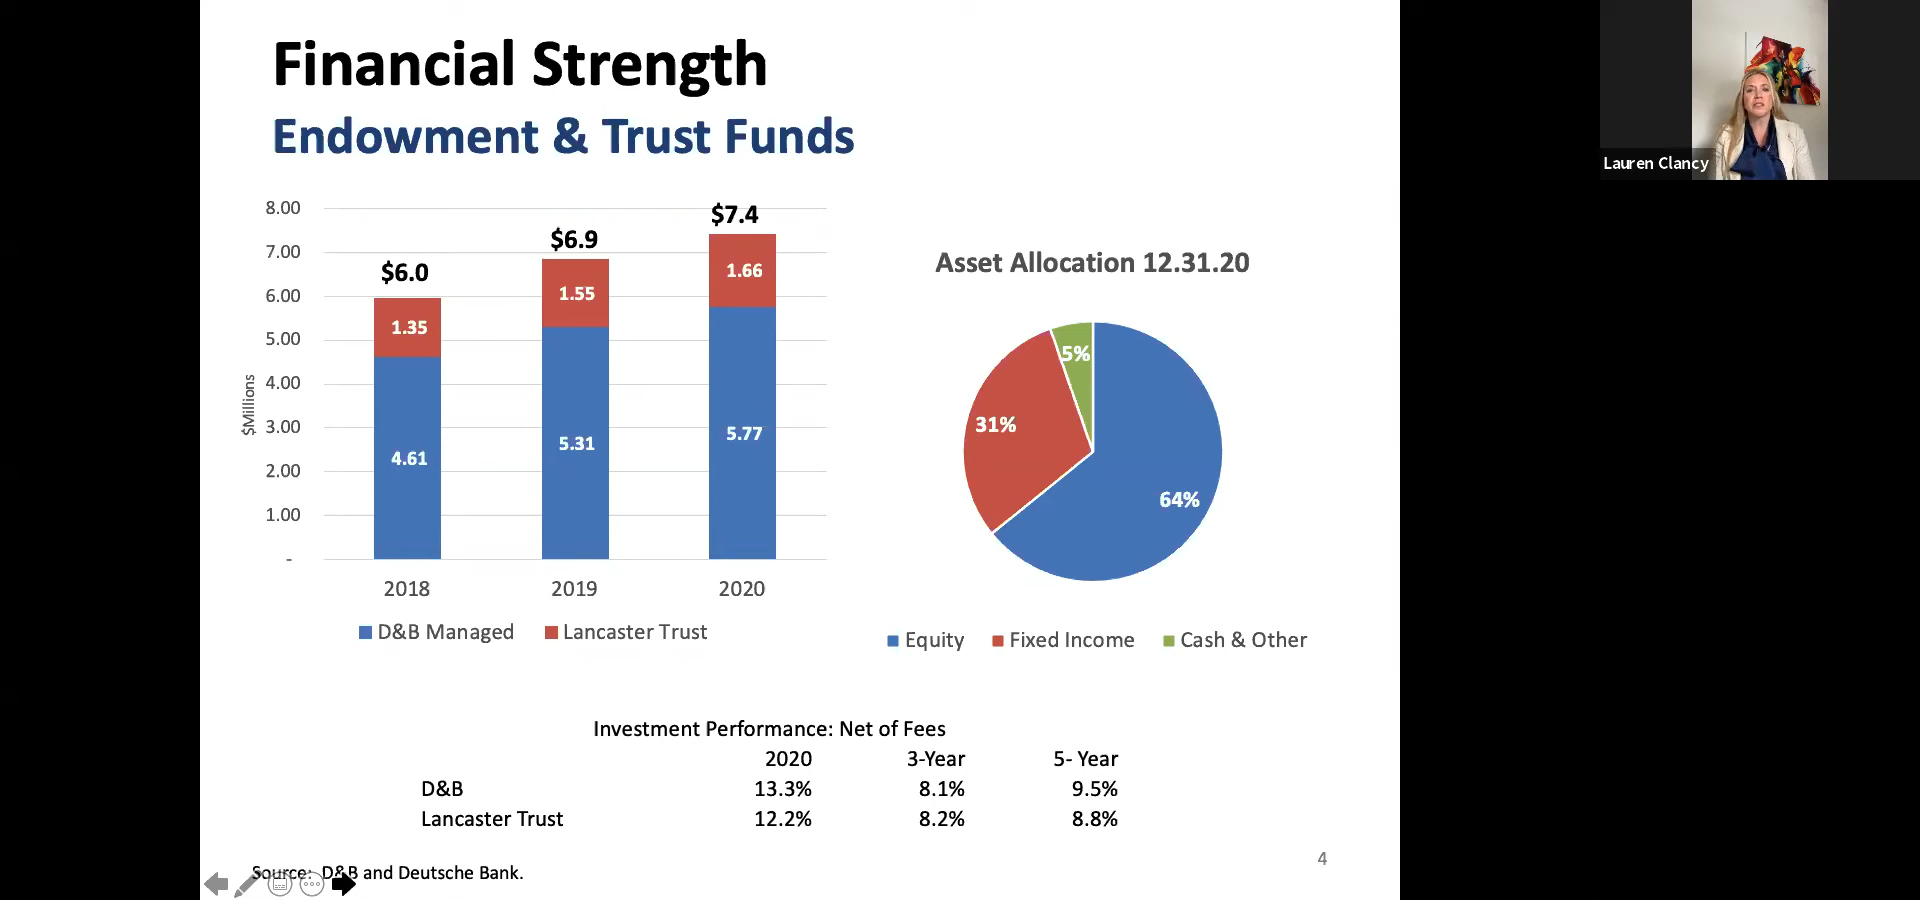 Financial Strength
Endowment & Trust Funds
8.00
7.00
6.00
5.00
4.00
3.00
2.00
1.00
-
$Millions
$6.0
$6.9
$7.4
1.35
1.55
1.66
4.61
5.31
5.77
2018 2019 2020
D&B Managed Lancaster Trust
Asset Allocation 12.31.20
5%
31%
64%
Equity Fixed Income Cash & Other
Investment Performance: Net of Fees
2020 3-Year 5- Year
D&B 13.3% 8.1% 9.5%
Lancaster Trust 12.2% 8.2% 8.8%
Source: D&B and Deutsche Bank.
4
Lauren Clancy